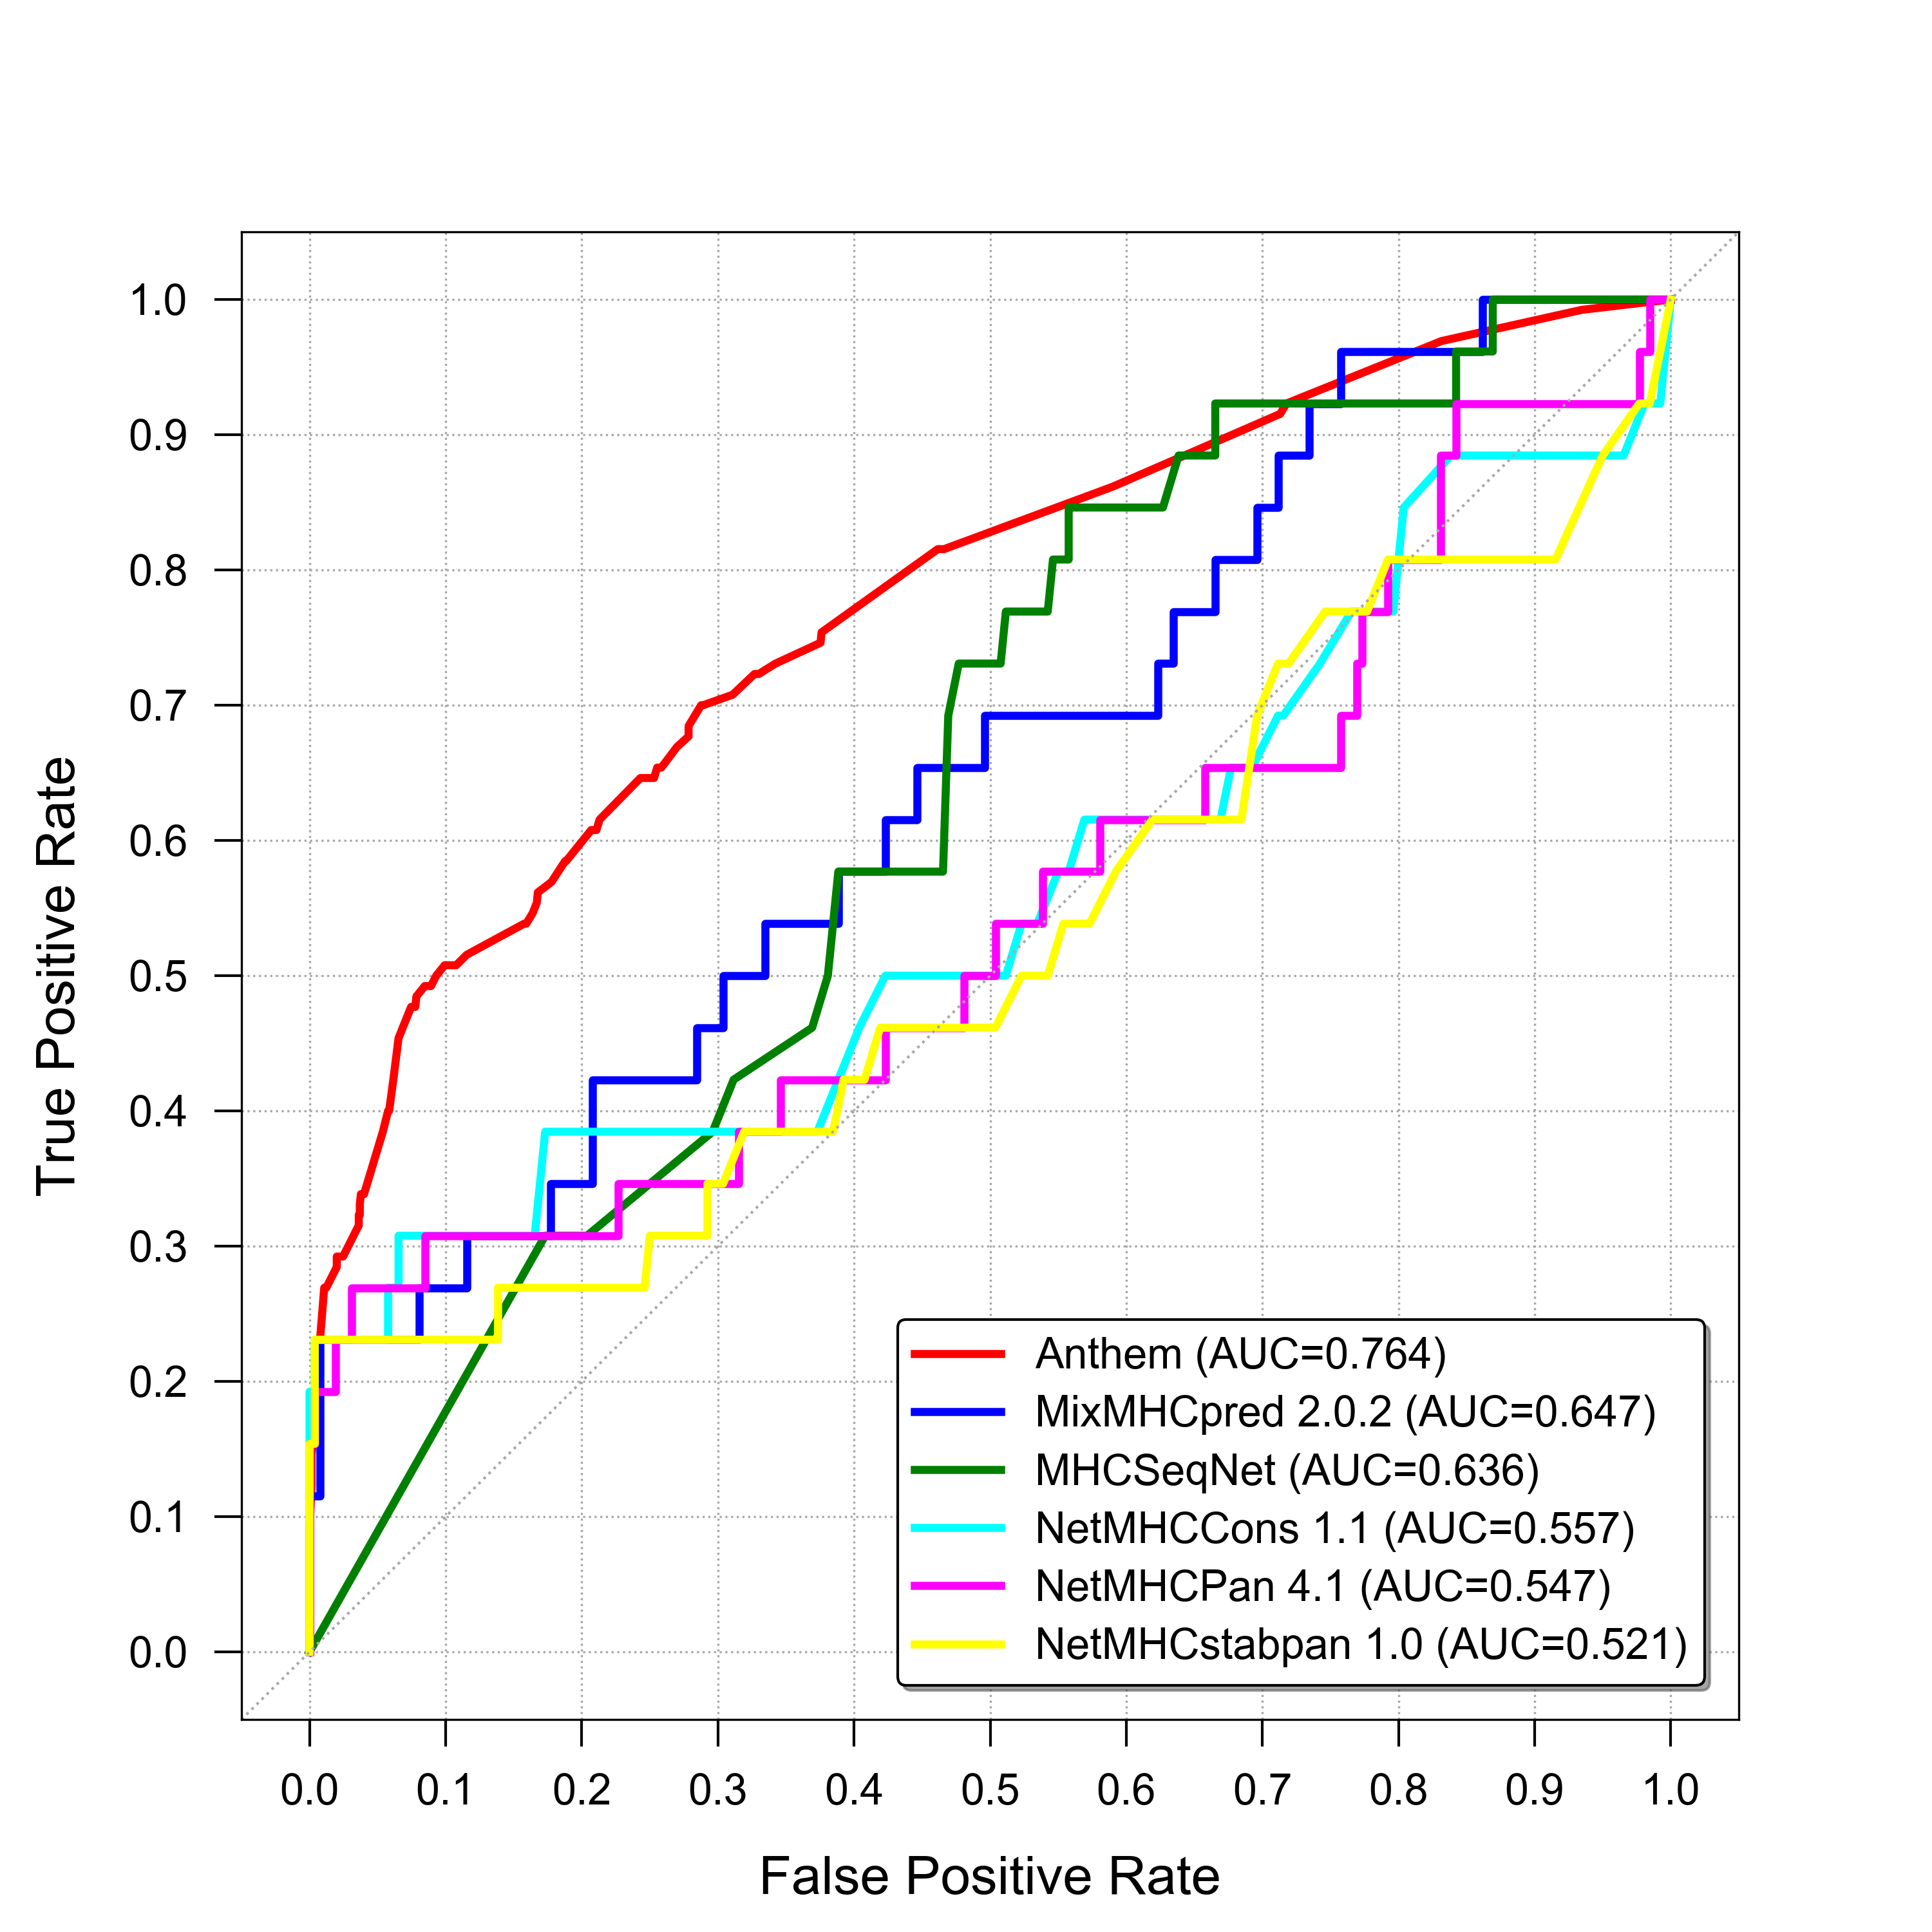 1.0
0.9
0.8
0.7
0.6
0.5
0.4
0.3
0.2
0.1
0.0
True Positive Rate
Anthem (AUC=0.764)
MixMHCpred 2.0.2 (AUC=0.647)
MHCSeqNet (AUC=0.636)
NetMHCCons 1.1 (AUC=0.557)
NetMHCPan 4.1 (AUC=0.547)
NetMHCstabpan 1.0 (AUC=0.521)
0.0 0.1 0.2 0.3 0.4 0.5 0.6 0.7 0.8 0.9 1.0
False Positive Rate